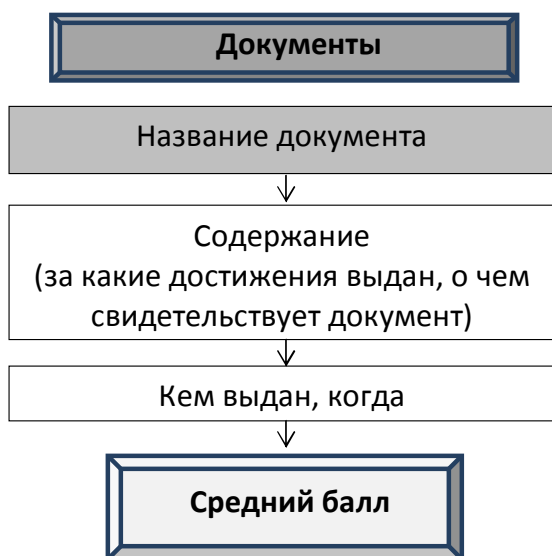 Документы
Название документа
Содержание
(за какие достижения выдан, о чем
свидетельствует документ)
Кем выдан, когда
Средний балл